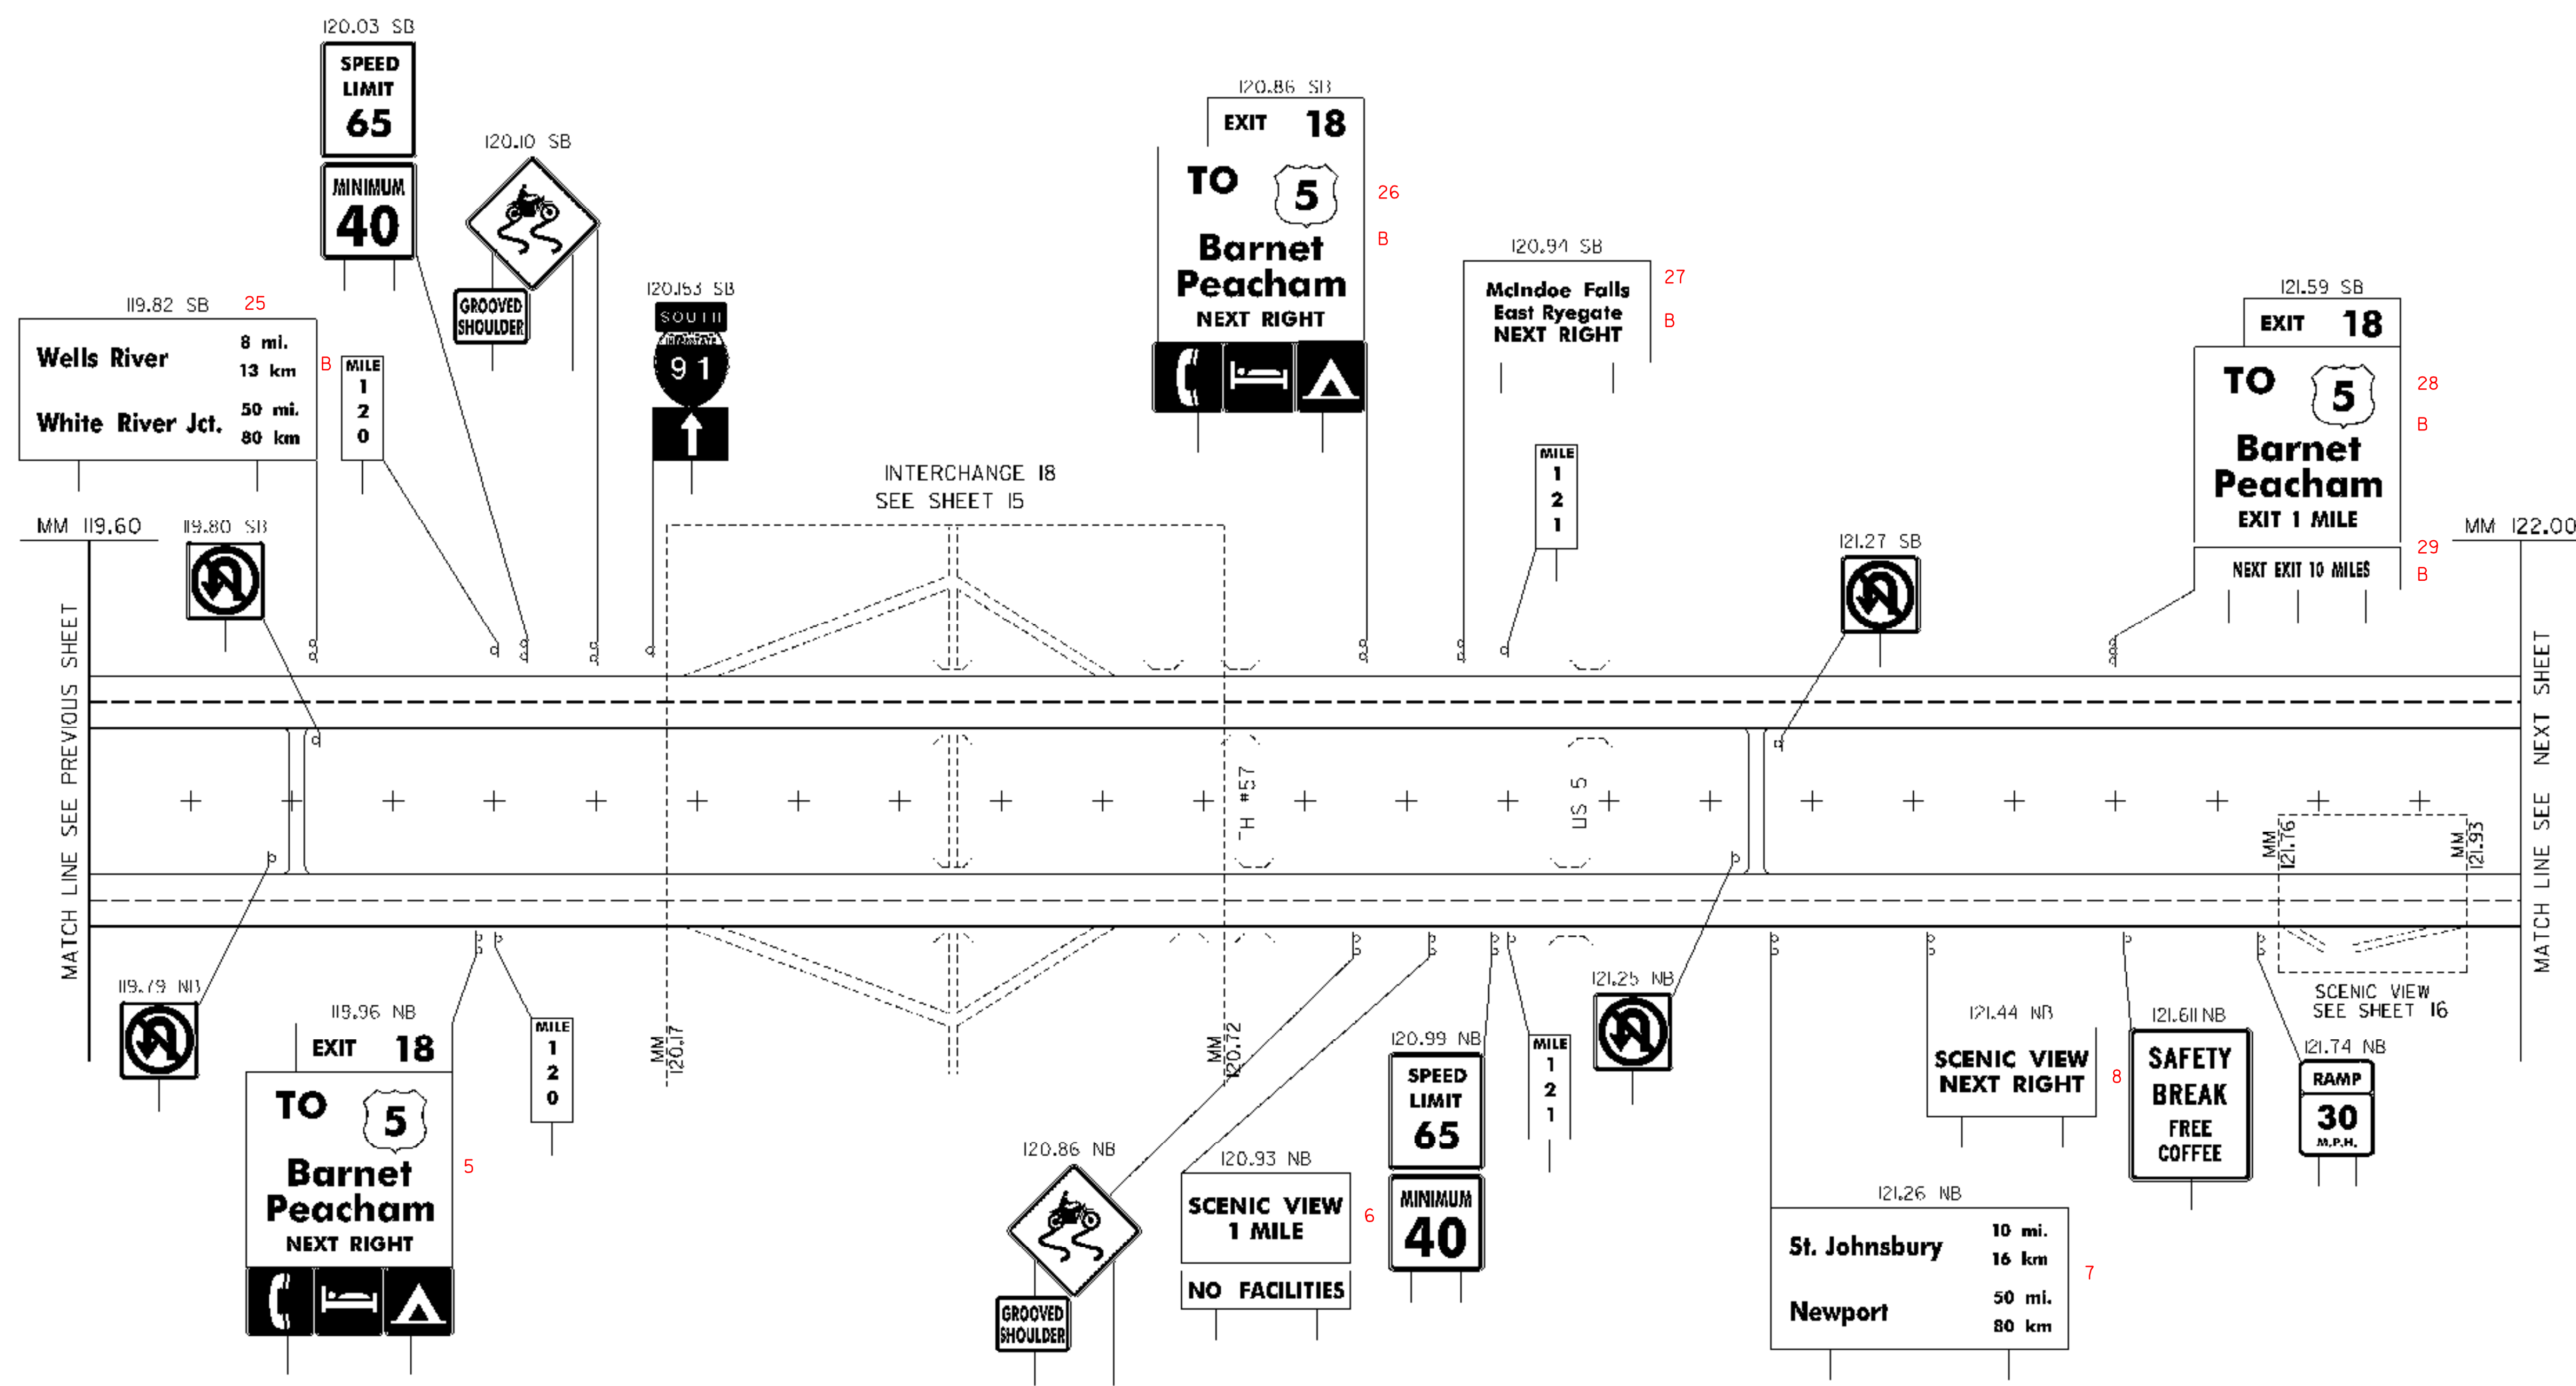 120.03 SB
SPEED
LIMIT
65
MINIMUM
40
120.10 SB
GROOVED
SHOULDER
120.153 SB
SOUTH
INTERSTATE
91
119.82 SB 25
Wells River 8 mi.
13 km
White River Jct. 50 mi.
80 km
B
MILE
1
2
0
120.86 SB
EXIT 18
TO 5
Barnet
Peacham
NEXT RIGHT
26
B
120.94 SB
McIndoe Falls
East Ryegate
NEXT RIGHT
27
B
MILE
1
2
1
121.59 SB
EXIT 18
TO 5
Barnet
Peacham
EXIT 1 MILE
28
B
NEXT EXIT 10 MILES
29
B
INTERCHANGE 18
SEE SHEET 15
MM 119.60
119.80 SB
121.27 SB
MM 122.00
MATCH LINE SEE PREVIOUS SHEET
TH #57
US 5
MM
121.76
MM
121.93
MATCH LINE SEE NEXT SHEET
119.79 NB
119.96 NB
EXIT 18
TO 5
Barnet
Peacham
NEXT RIGHT
5
MILE
1
2
0
MM
120.17
MM
120.72
120.86 NB
GROOVED
SHOULDER
120.93 NB
SCENIC VIEW
1 MILE
NO FACILITIES
6
120.99 NB
SPEED
LIMIT
65
MINIMUM
40
MILE
1
2
1
121.25 NB
121.26 NB
St. Johnsbury 10 mi.
16 km
Newport 50 mi.
80 km
7
121.44 NB
SCENIC VIEW
NEXT RIGHT
8
121.611 NB
SAFETY
BREAK
FREE
COFFEE
SCENIC VIEW
SEE SHEET 16
121.74 NB
RAMP
30
M.P.H.